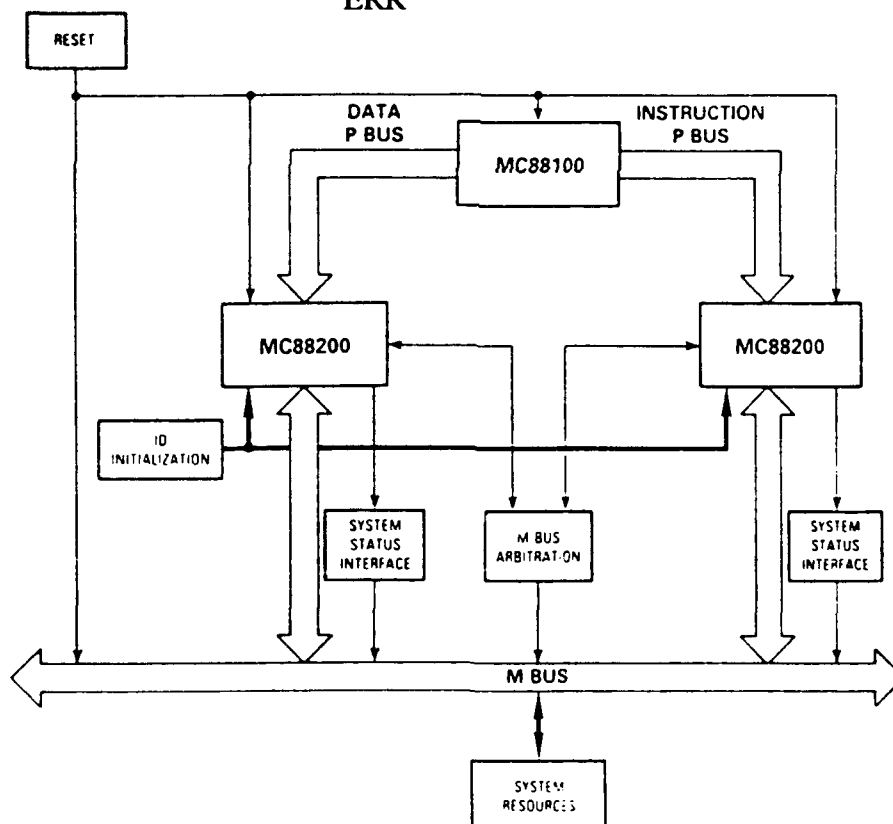 ERR
RESET
DATA
P BUS
INSTRUCTION
P BUS
MC88100
MC88200
MC88200
ID
INITIALIZATION
SYSTEM
STATUS
INTERFACE
M BUS
ARBITRATION
SYSTEM
STATUS
INTERFACE
M BUS
SYSTEM
RESOURCES